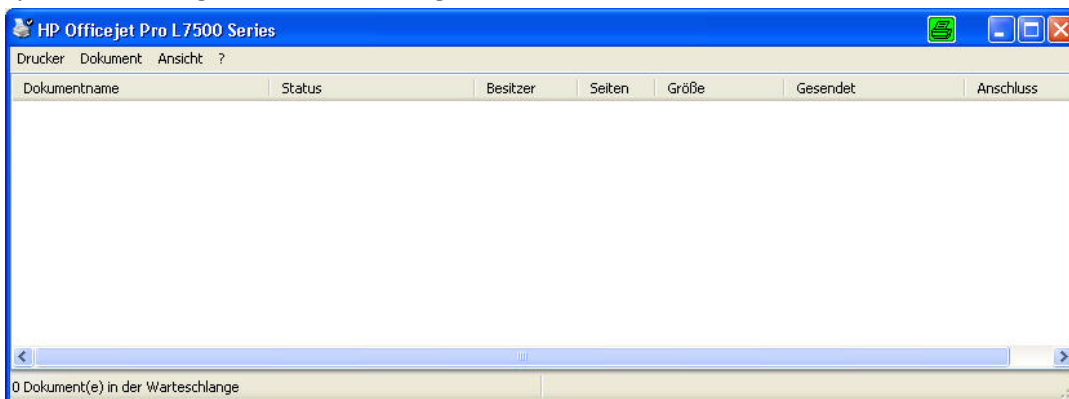 HP Officejet Pro L7500 Series
Drucker Dokument Ansicht ?
Dokumentname Status Besitzer Seiten Größe Gesendet Anschluss
0 Dokument(e) in der Warteschlange